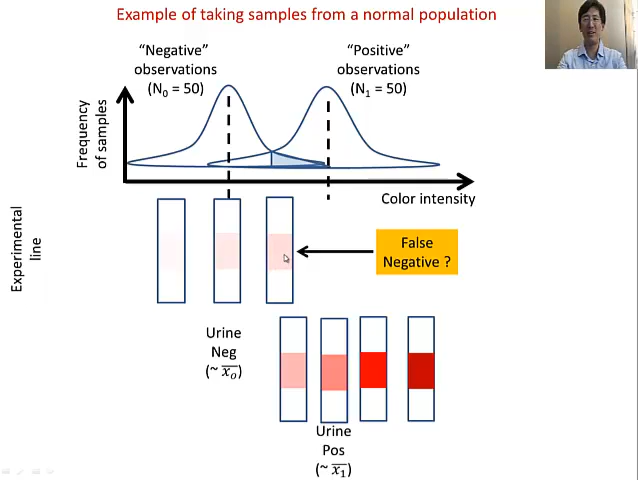 Example of taking samples from a normal population
“Negative”
observations
(N₀ = 50)
“Positive”
observations
(N₁ = 50)
Frequency
of samples
Color intensity
Experimental
line
False
Negative ?
Urine
Neg
(~ x̅ₒ)
Urine
Pos
(~ x̅₁)